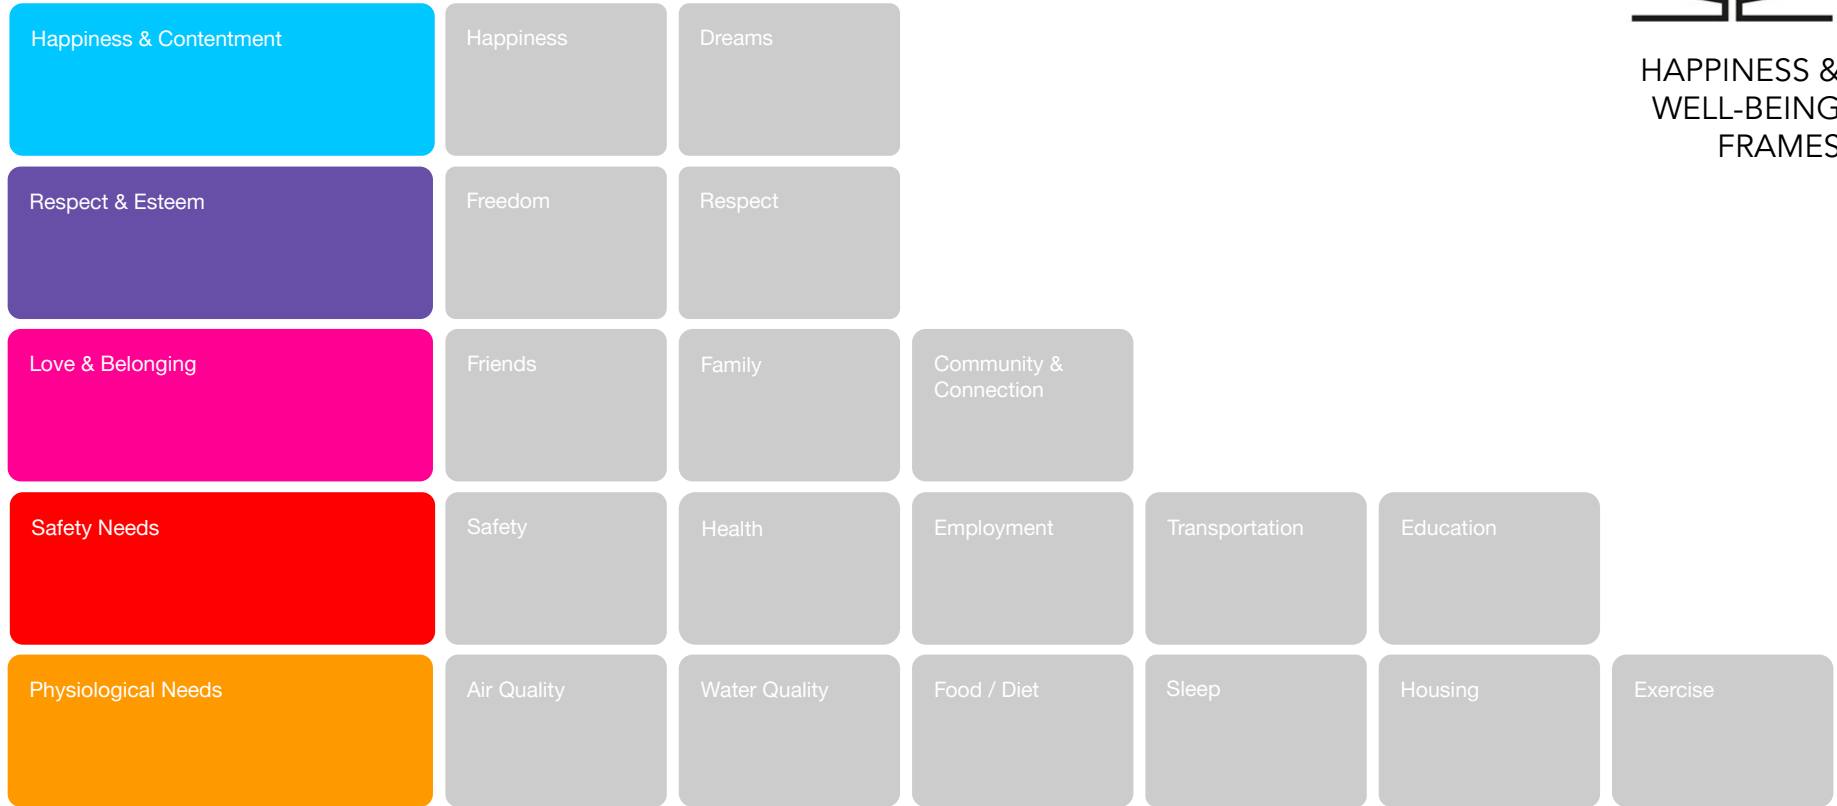 Happiness & Contentment
Happiness
Dreams
HAPPINESS &
WELL-BEING
FRAMES
Respect & Esteem
Freedom
Respect
Love & Belonging
Friends
Family
Community &
Connection
Safety Needs
Safety
Health
Employment
Transportation
Education
Physiological Needs
Air Quality
Water Quality
Food / Diet
Sleep
Housing
Exercise